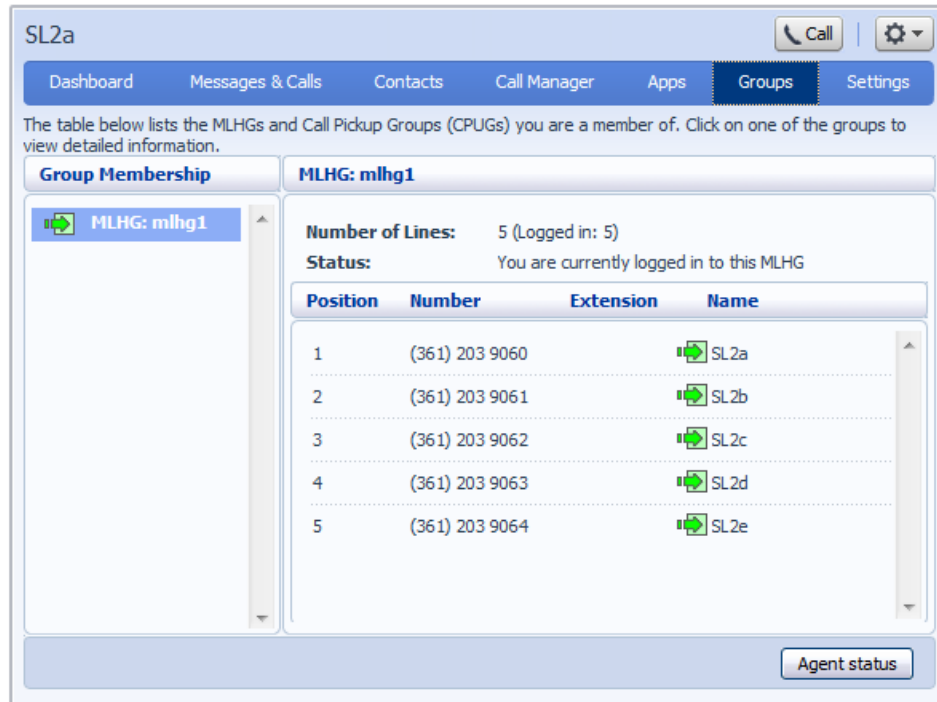 SL2a
Call
Dashboard Messages & Calls Contacts Call Manager Apps Groups Settings
The table below lists the MLHGs and Call Pickup Groups (CPUGs) you are a member of. Click on one of the groups to
view detailed information.
Group Membership
MLHG: mlhg1
MLHG: mlhg1
Number of Lines: 5 (Logged in: 5)
Status: You are currently logged in to this MLHG
Position Number Extension Name
1 (361) 203 9060 SL2a
2 (361) 203 9061 SL2b
3 (361) 203 9062 SL2c
4 (361) 203 9063 SL2d
5 (361) 203 9064 SL2e
Agent status